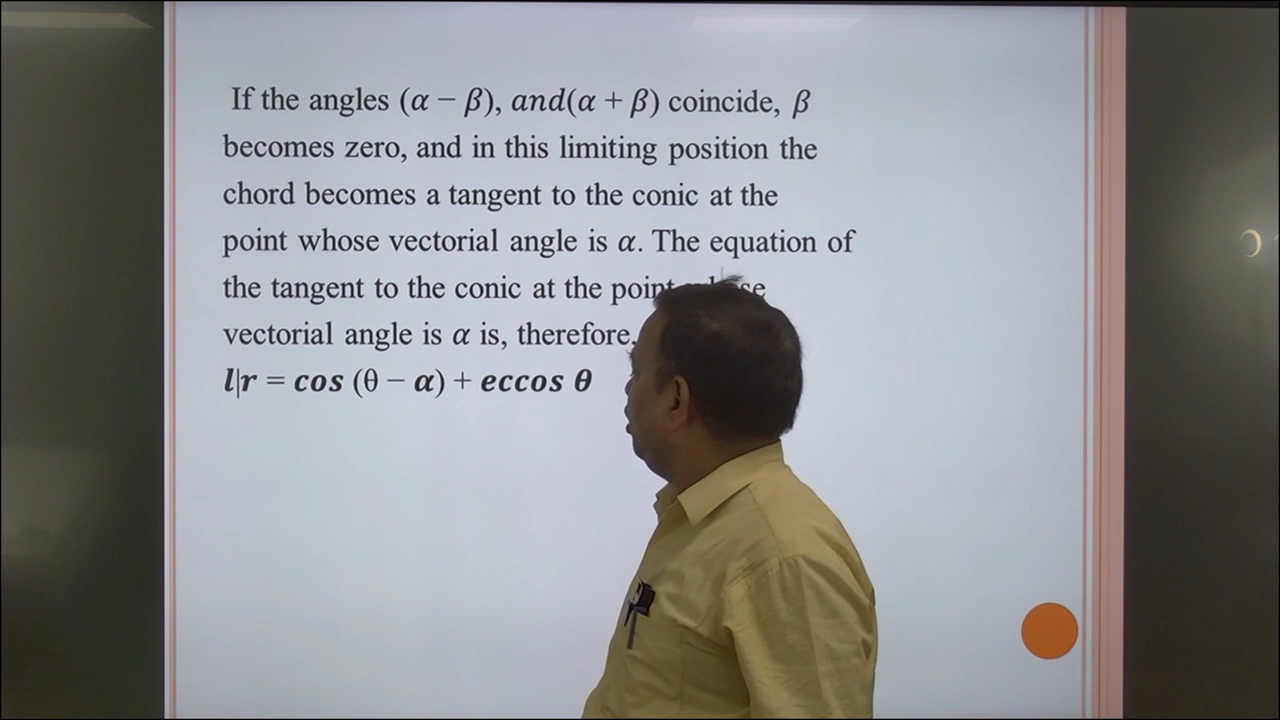 If the angles (α − β), and(α + β) coincide, β
becomes zero, and in this limiting position the
chord becomes a tangent to the conic at the
point whose vectorial angle is α. The equation of
the tangent to the conic at the point
vectorial angle is α is, therefore.
l|r = cos (θ − α) + eccos θ